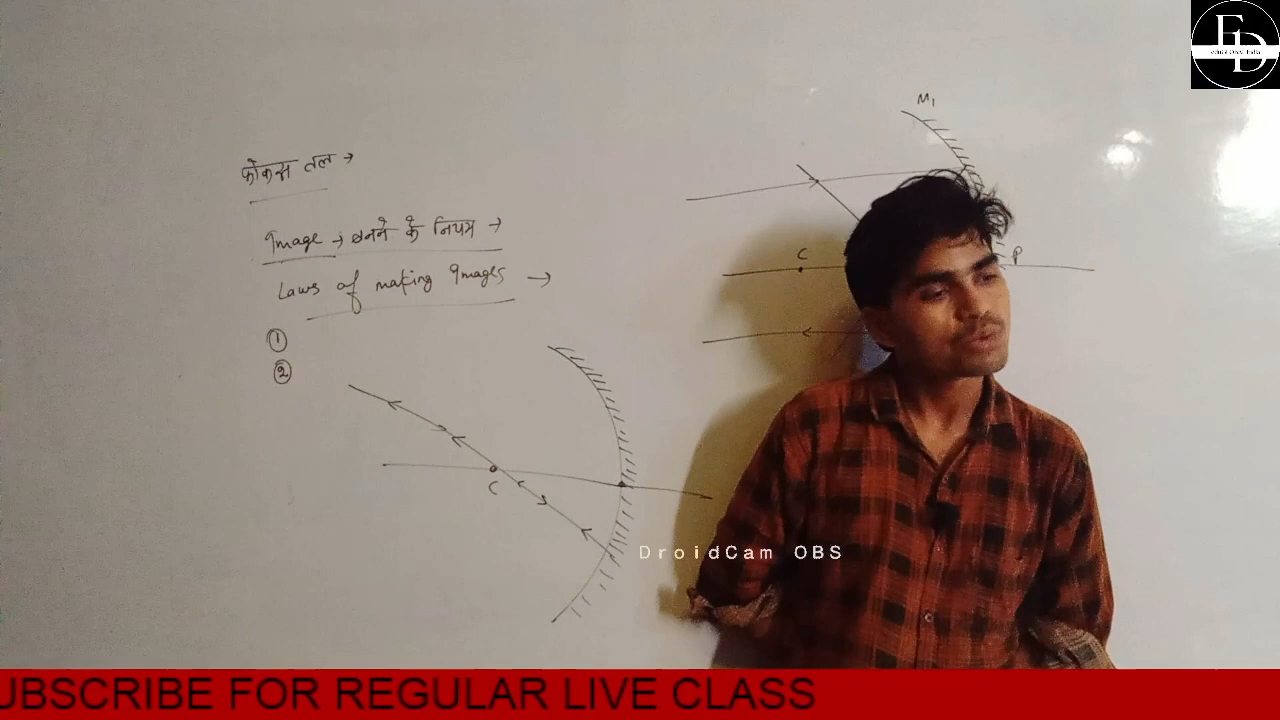 फोकस तल →
Image → बनने के नियम →
Laws of making Images →
①
②
C
M1
C
P
DroidCam OBS
ED
UBSCRIBE FOR REGULAR LIVE CLASS